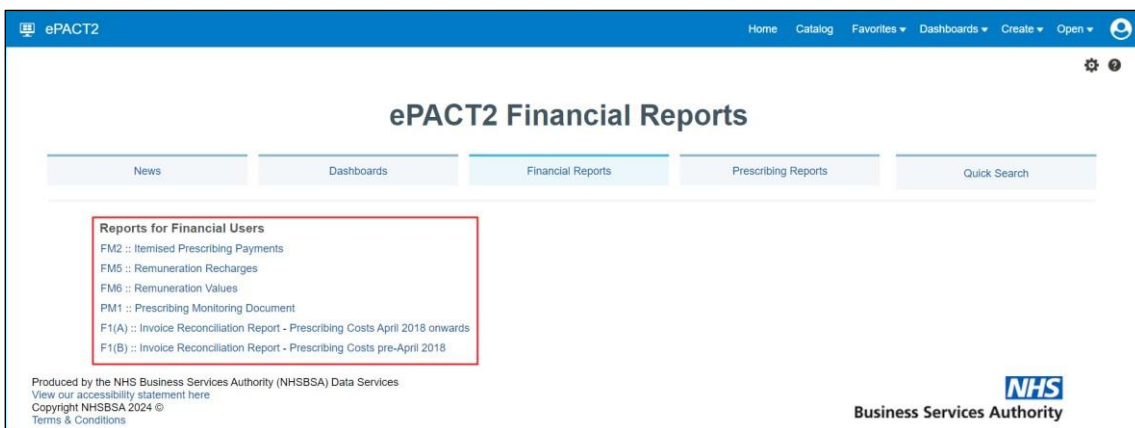 ePACT2
Home Catalog Favorites Dashboards Create Open
ePACT2 Financial Reports
News Dashboards Financial Reports Prescribing Reports Quick Search
Reports for Financial Users
FM2 :: Itemised Prescribing Payments
FM5 :: Remuneration Recharges
FM6 :: Remuneration Values
PM1 :: Prescribing Monitoring Document
F1(A) :: Invoice Reconciliation Report - Prescribing Costs April 2018 onwards
F1(B) :: Invoice Reconciliation Report - Prescribing Costs pre-April 2018
Produced by the NHS Business Services Authority (NHSBSA) Data Services
View our accessibility statement here
Copyright NHSBSA 2024 ©
Terms & Conditions
NHS
Business Services Authority